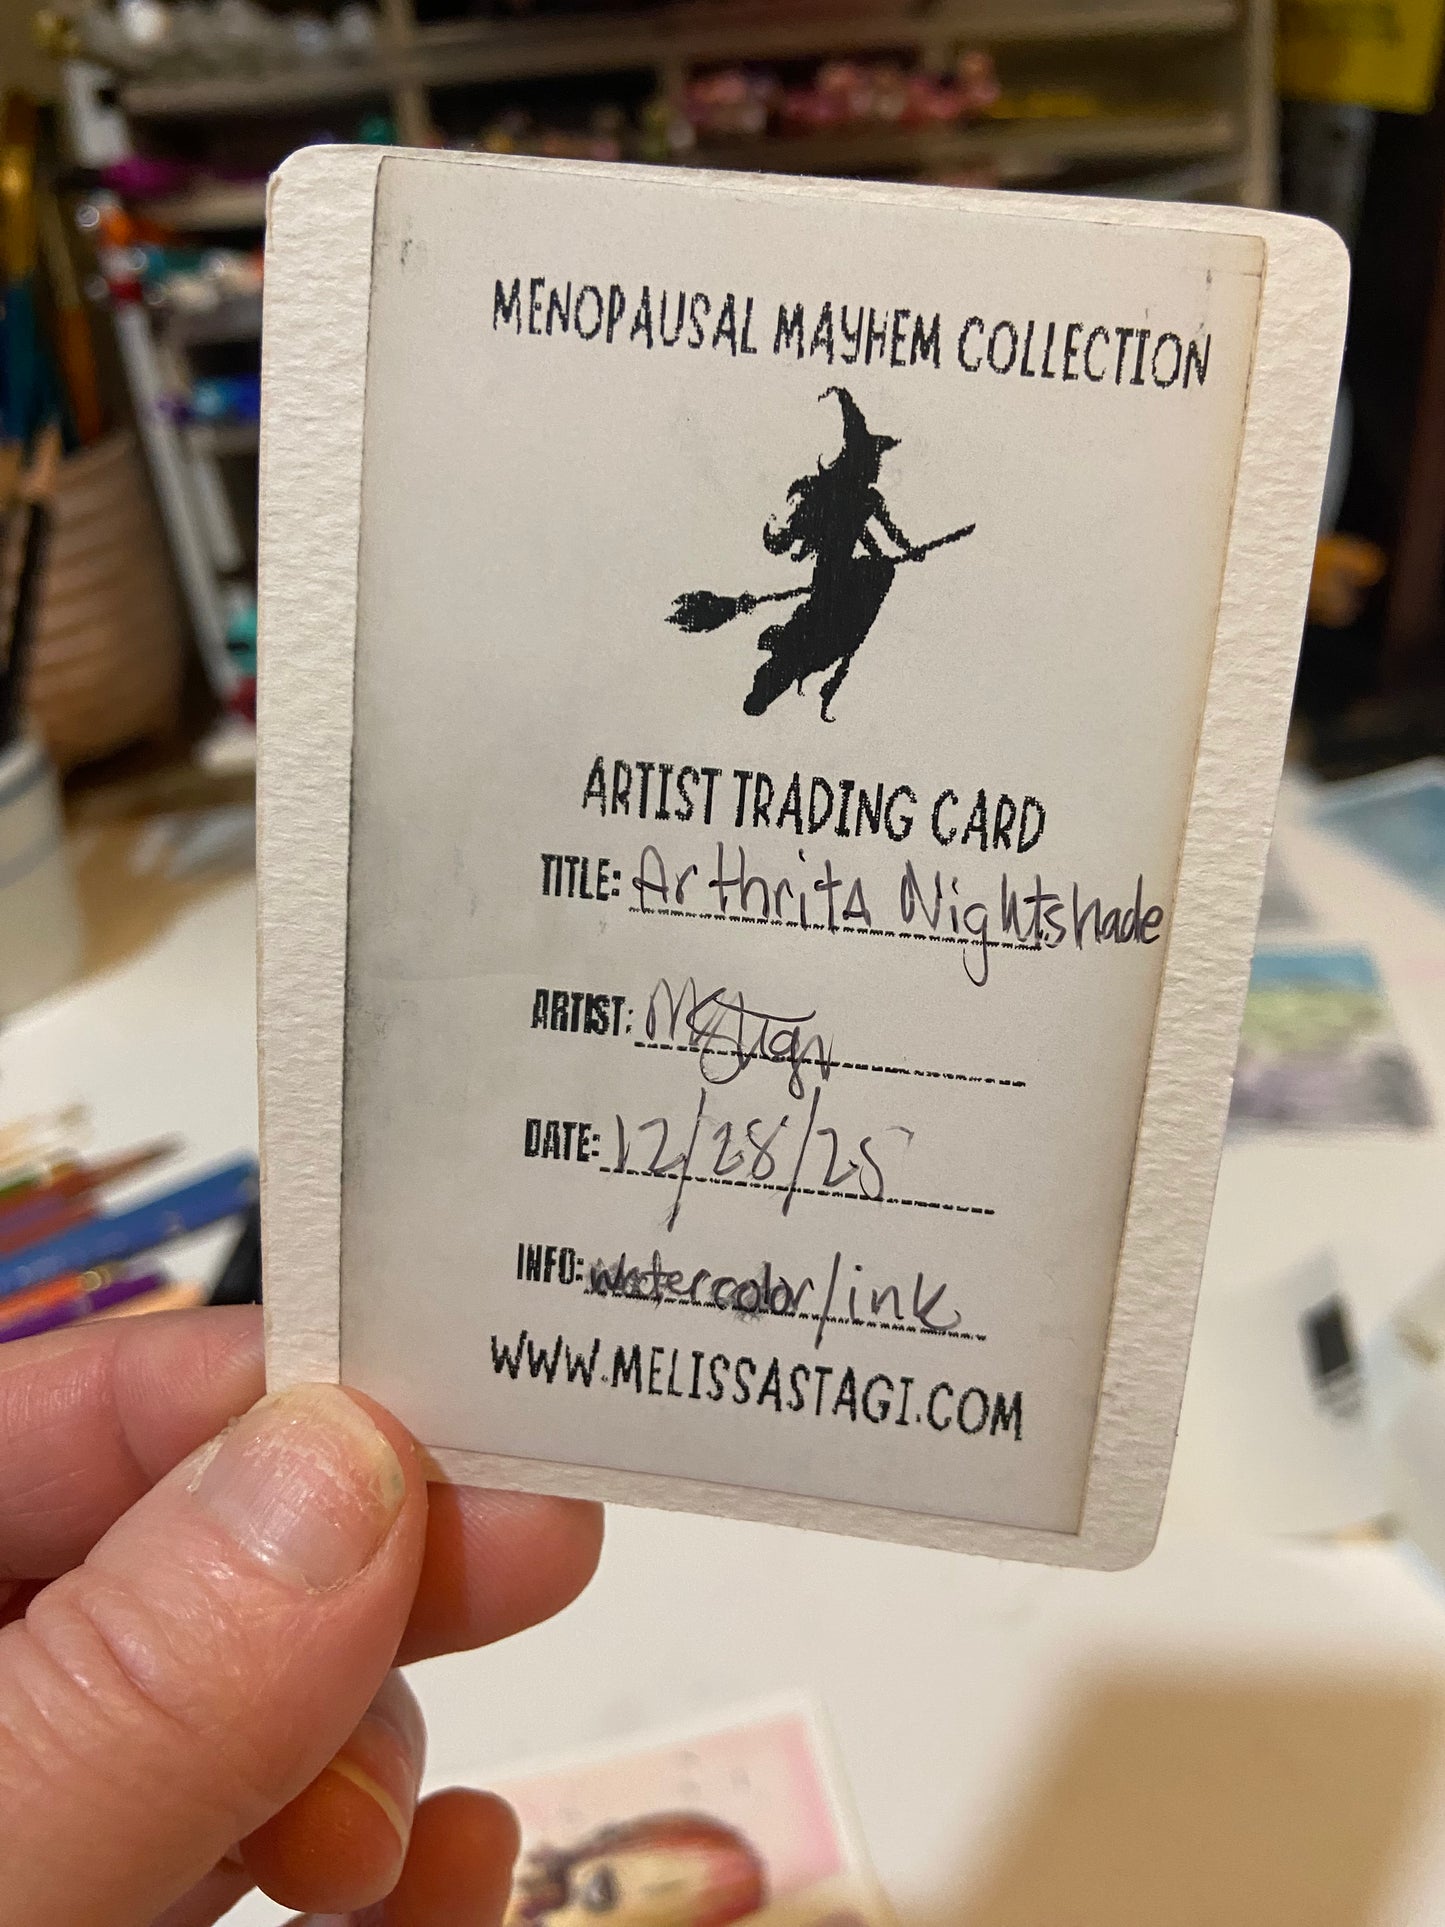 MENOPAUSAL MAYHEM COLLECTION
ARTIST TRADING CARD
TITLE: Arthrita Nightshade
ARTIST: MStagi
DATE: 12/28/25
INFO: watercolor/ink
WWW.MELISSASTAGI.COM